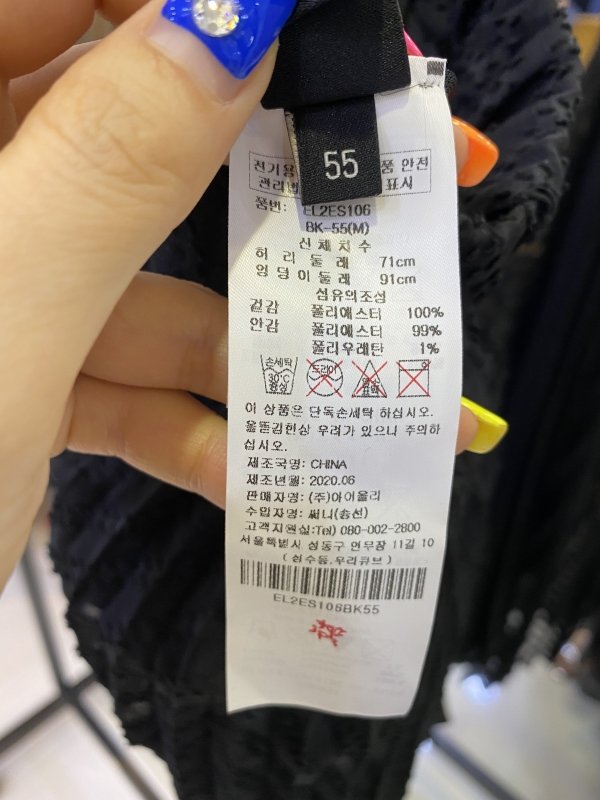 55
전기용 품 안전
관리법 표시
품번: EL2ES106
BK-55(M)
신체치수
허리둘레 71cm
엉덩이둘레 91cm
섬유의조성
겉감 폴리에스터 100%
안감 폴리에스터 99%
폴리우레탄 1%
손세탁 30℃ 중성
드라이
이 상품은 단독손세탁 하십시오.
올뜯김현상 우려가 있으니 주의하
십시오.
제조국명: CHINA
제조년월: 2020.06
판매자명: (주)아이올리
수입자명: 써니(송선)
고객지원실:Tel) 080-002-2800
서울특별시 성동구 연무장 11길 10
(성수동,우리큐브)
EL2ES106BK55